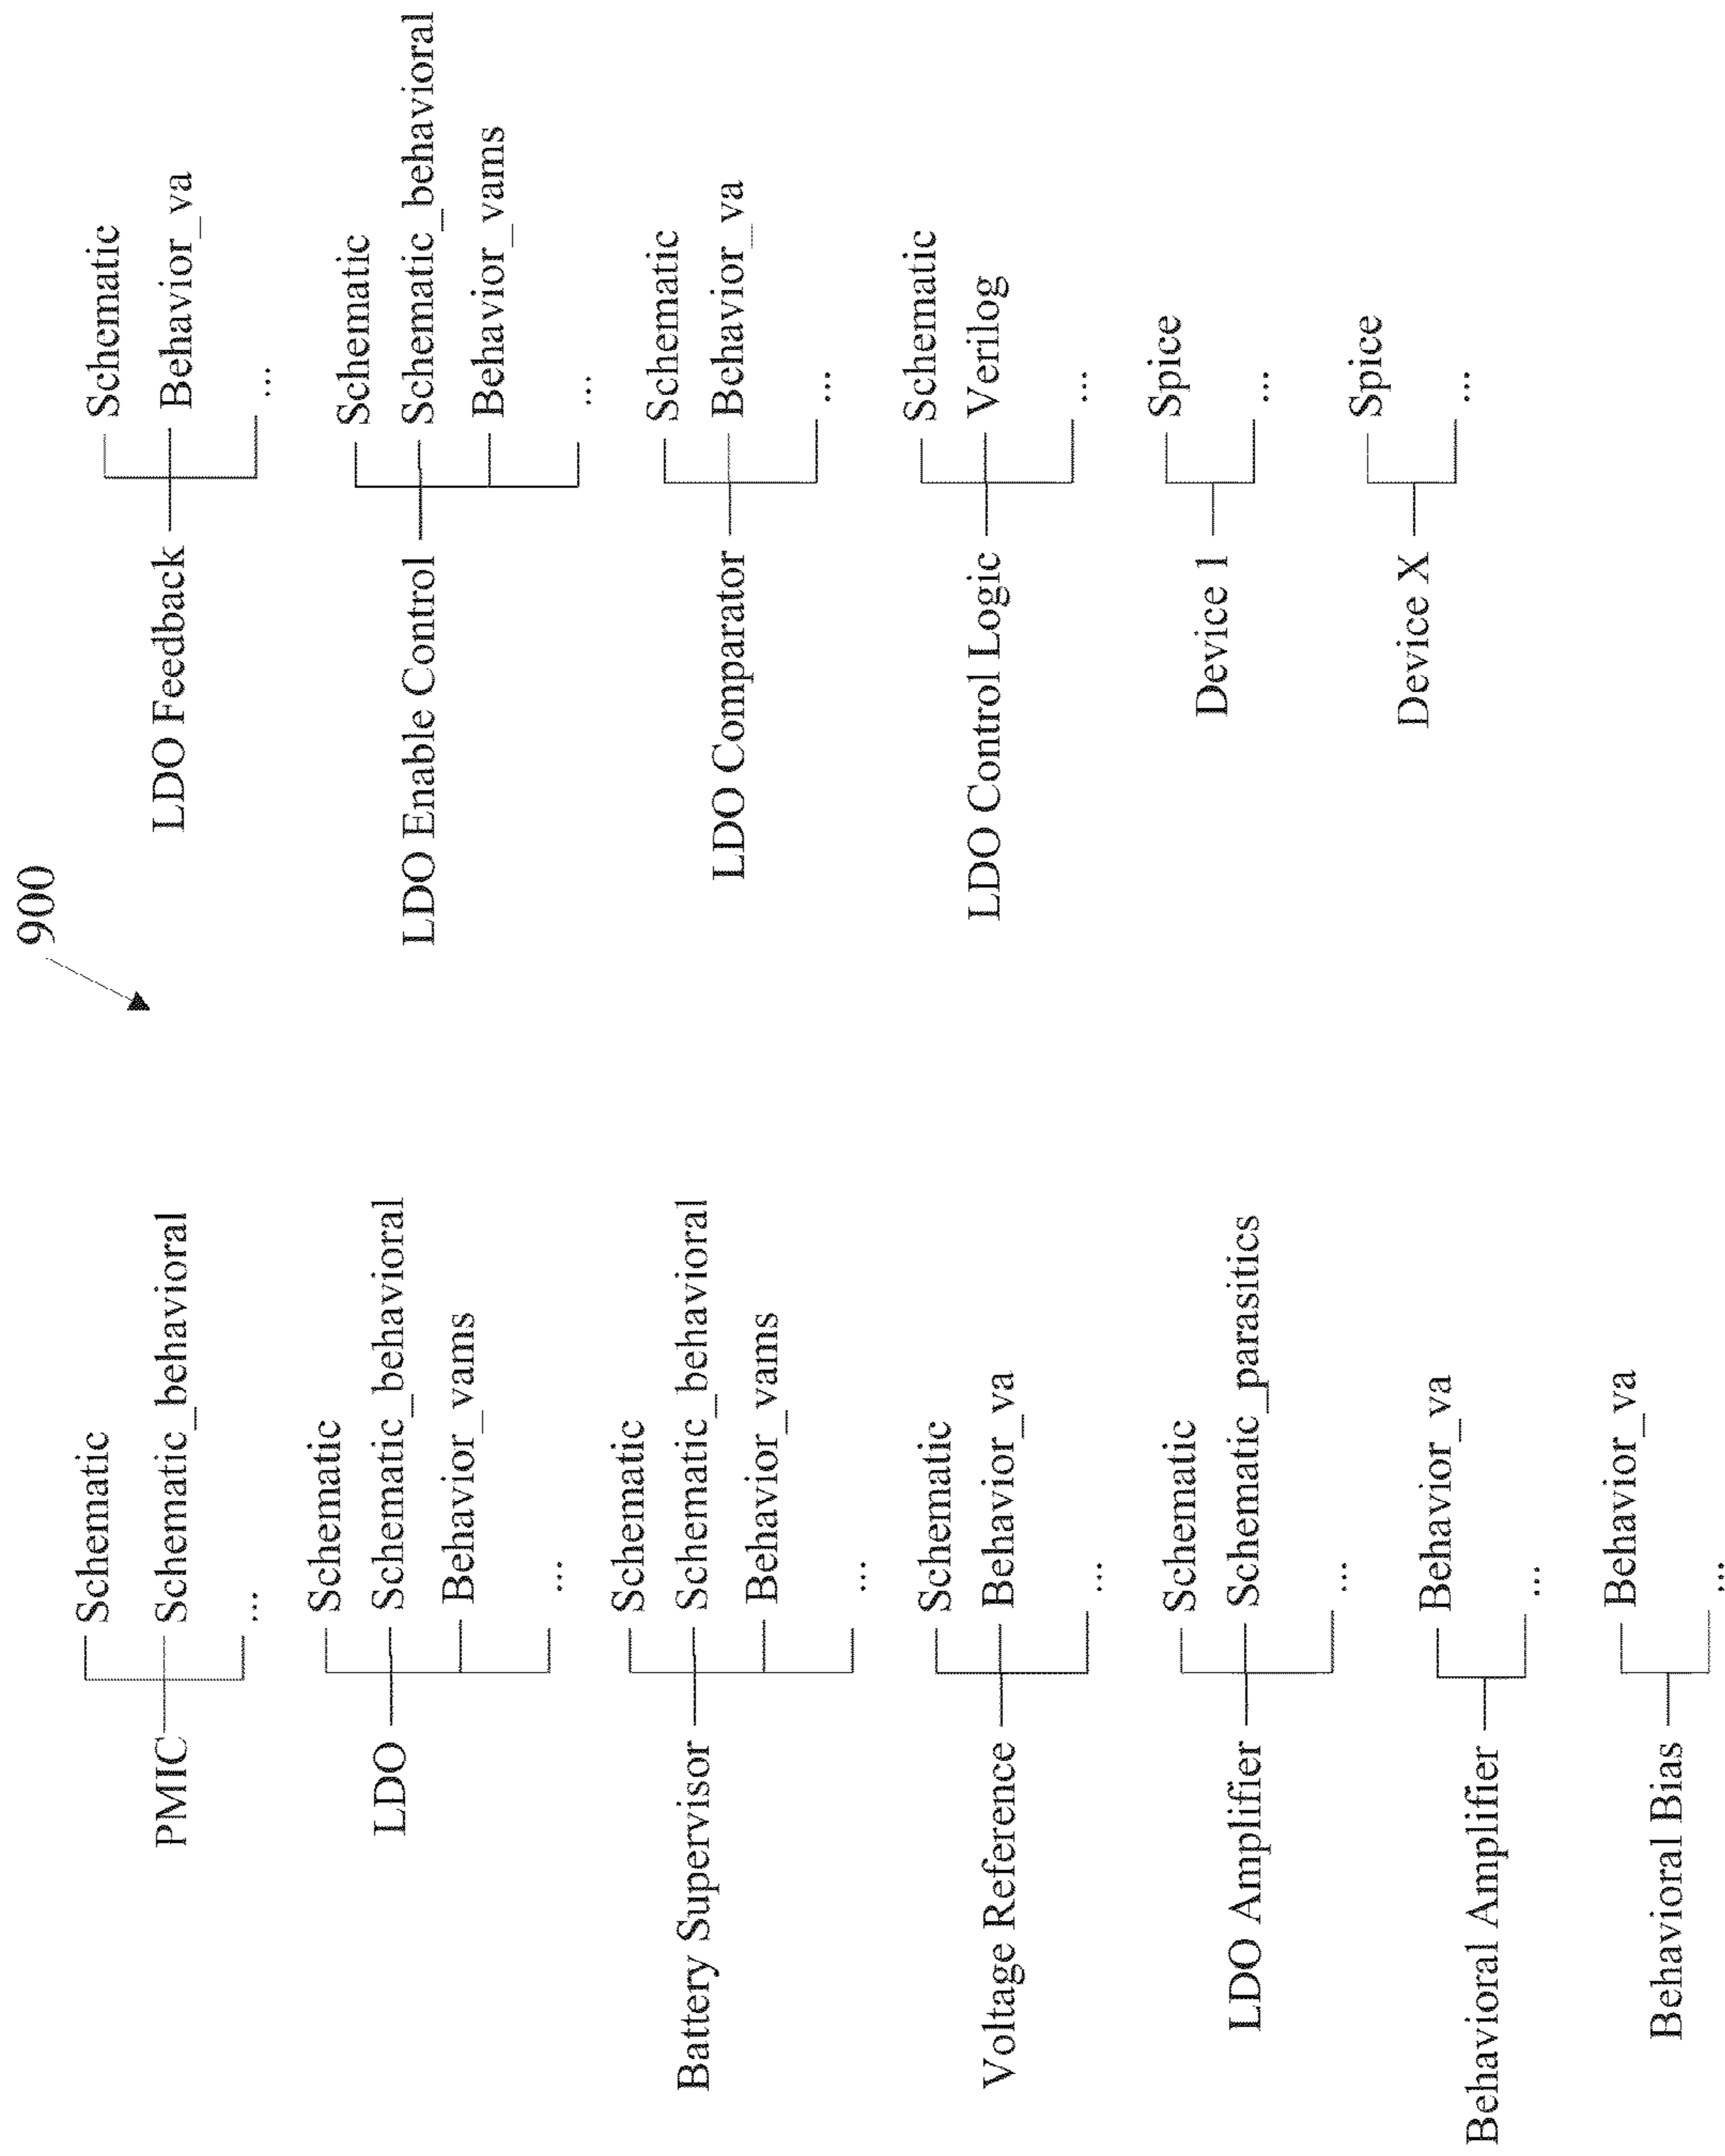 900
PMIC
Schematic
Schematic_behavioral
...
LDO
Schematic
Schematic_behavioral
Behavior_vams
...
Battery Supervisor
Schematic
Schematic_behavioral
Behavior_vams
...
Voltage Reference
Schematic
Behavior_va
...
LDO Amplifier
Schematic
Schematic_parasitics
...
Behavioral Amplifier
Behavior_va
...
Behavioral Bias
Behavior_va
...
LDO Feedback
Schematic
Behavior_va
...
LDO Enable Control
Schematic
Schematic_behavioral
Behavior_vams
...
LDO Comparator
Schematic
Behavior_va
...
LDO Control Logic
Schematic
Verilog
...
Device 1
Spice
...
Device X
Spice
...